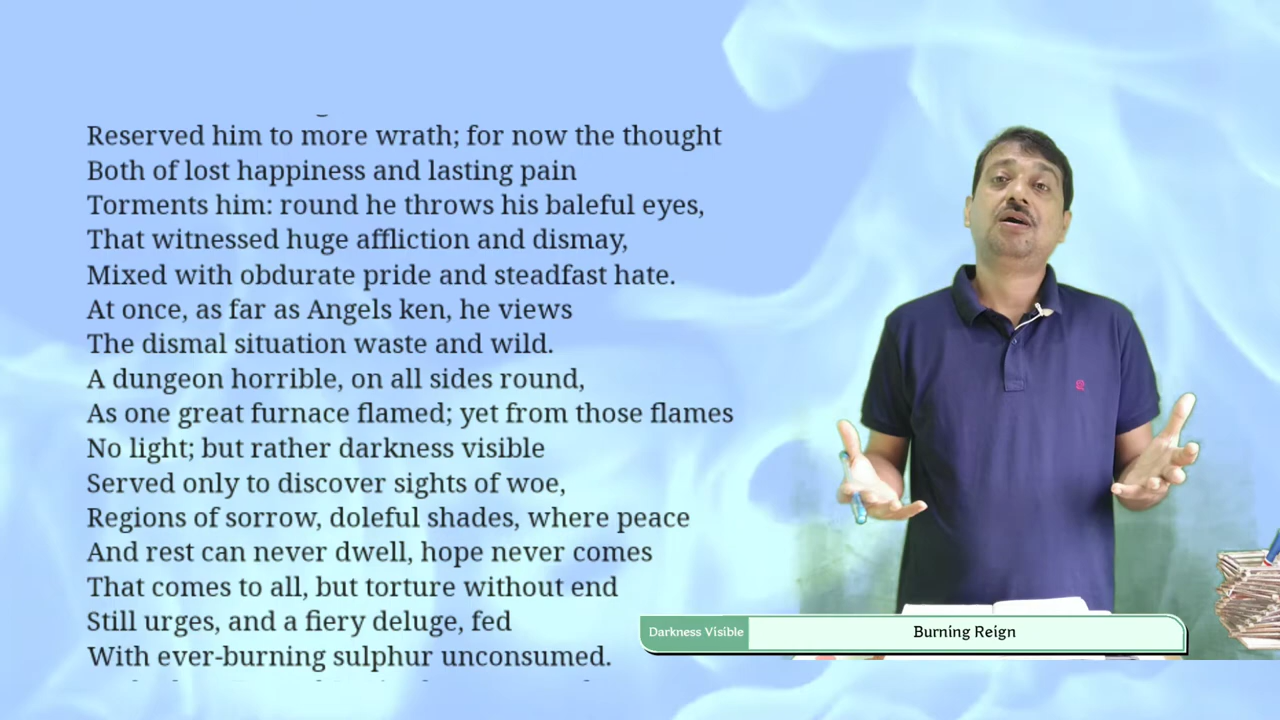 Reserved him to more wrath; for now the thought
Both of lost happiness and lasting pain
Torments him: round he throws his baleful eyes,
That witnessed huge affliction and dismay,
Mixed with obdurate pride and steadfast hate.
At once, as far as Angels ken, he views
The dismal situation waste and wild.
A dungeon horrible, on all sides round,
As one great furnace flamed; yet from those flames
No light; but rather darkness visible
Served only to discover sights of woe,
Regions of sorrow, doleful shades, where peace
And rest can never dwell, hope never comes
That comes to all, but torture without end
Still urges, and a fiery deluge, fed
With ever-burning sulphur unconsumed.
Darkness Visible
Burning Reign